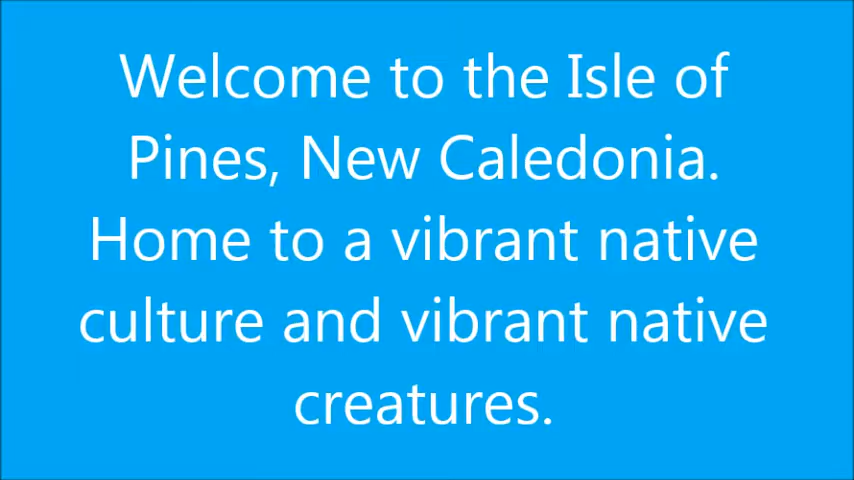 Welcome to the Isle of
Pines, New Caledonia.
Home to a vibrant native
culture and vibrant native
creatures.